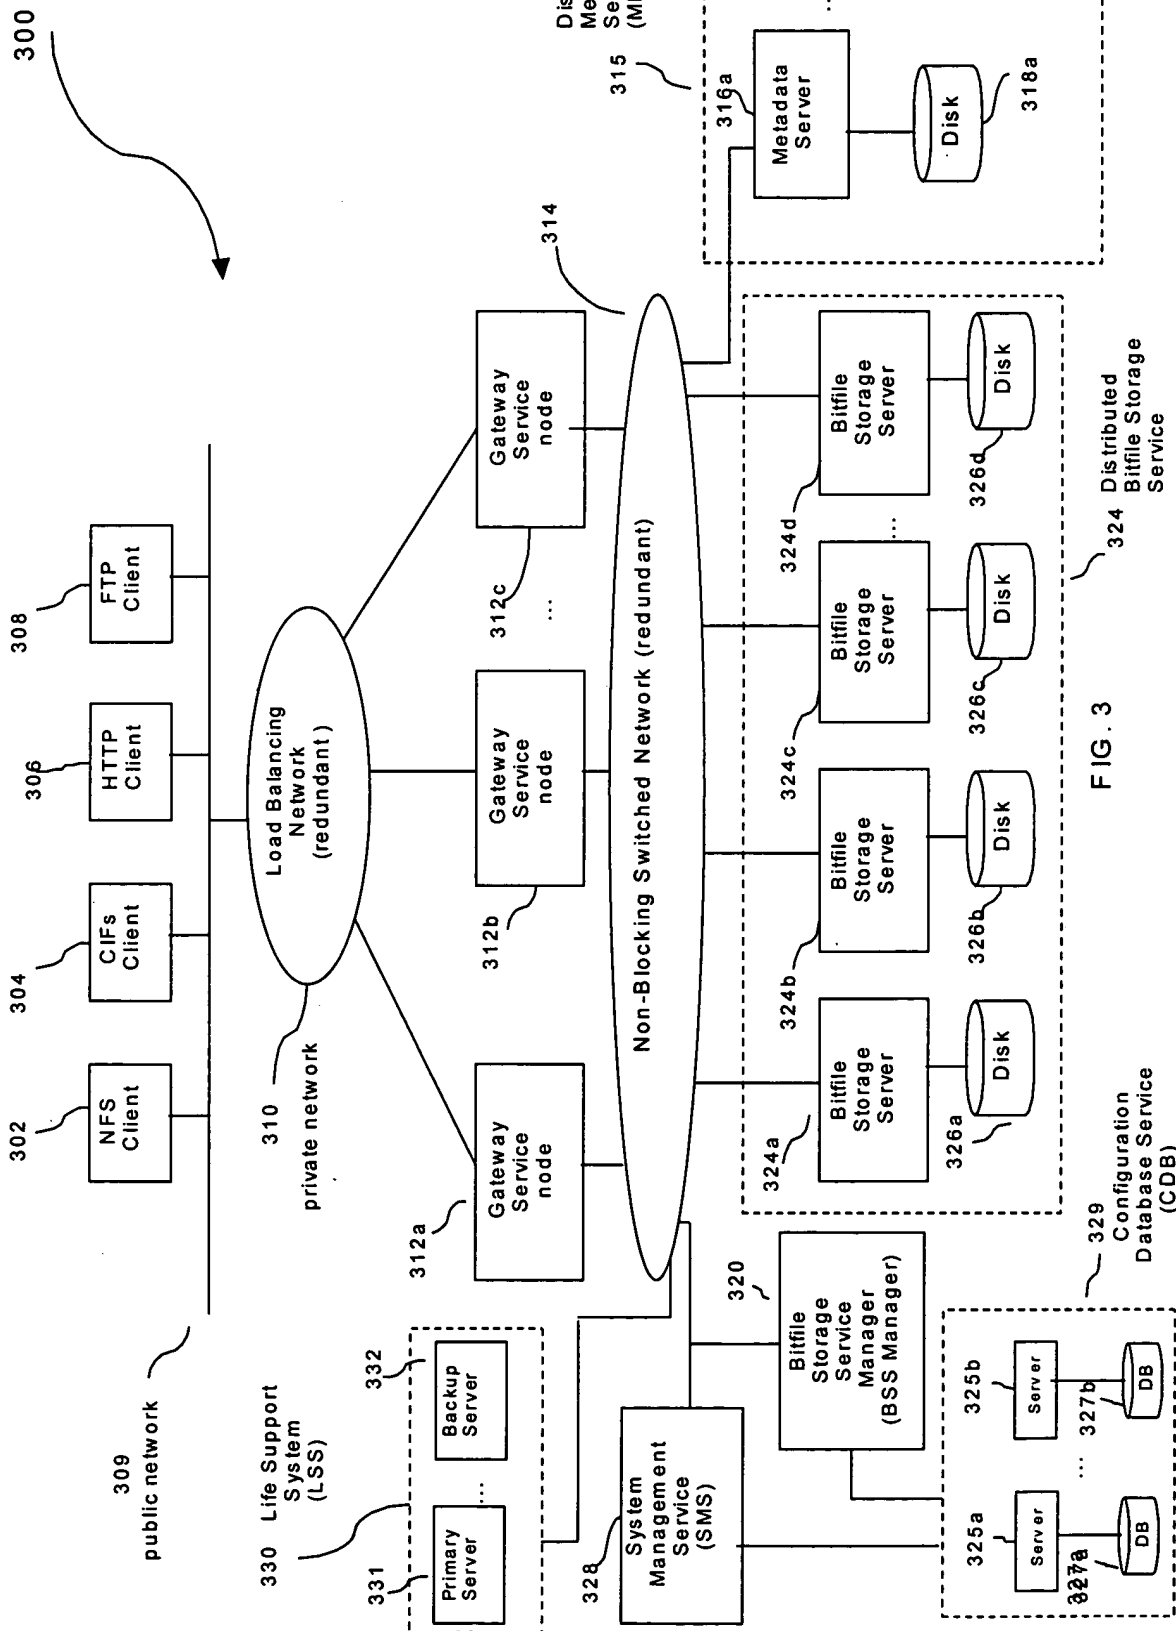 300
302
304
306
308
NFS
Client
CIFs
Client
HTTP
Client
FTP
Client
309
public network
310
private network
Load Balancing
Network
(redundant)
330 Life Support
System
(LSS)
331
332
Primary
Server
...
Backup
Server
312a
Gateway
Service
node
312b
Gateway
Service
node
312c
...
Gateway
Service
node
314
Non-Blocking Switched Network (redundant)
315
316a
Metadata
Server
...
Disk
318a
328
System
Management
Service
(SMS)
320
Bitfile
Storage
Service
Manager
(BSS Manager)
324a
Bitfile
Storage
Server
324b
Bitfile
Storage
Server
324c
Bitfile
Storage
Server
...
324d
Bitfile
Storage
Server
326a
Disk
326b
Disk
326c
Disk
326d
Disk
324 Distributed
Bitfile Storage
Service
329
Configuration
Database Service
(CDB)
325a
Server
325b
Server
...
327a
DB
327b
DB
FIG. 3